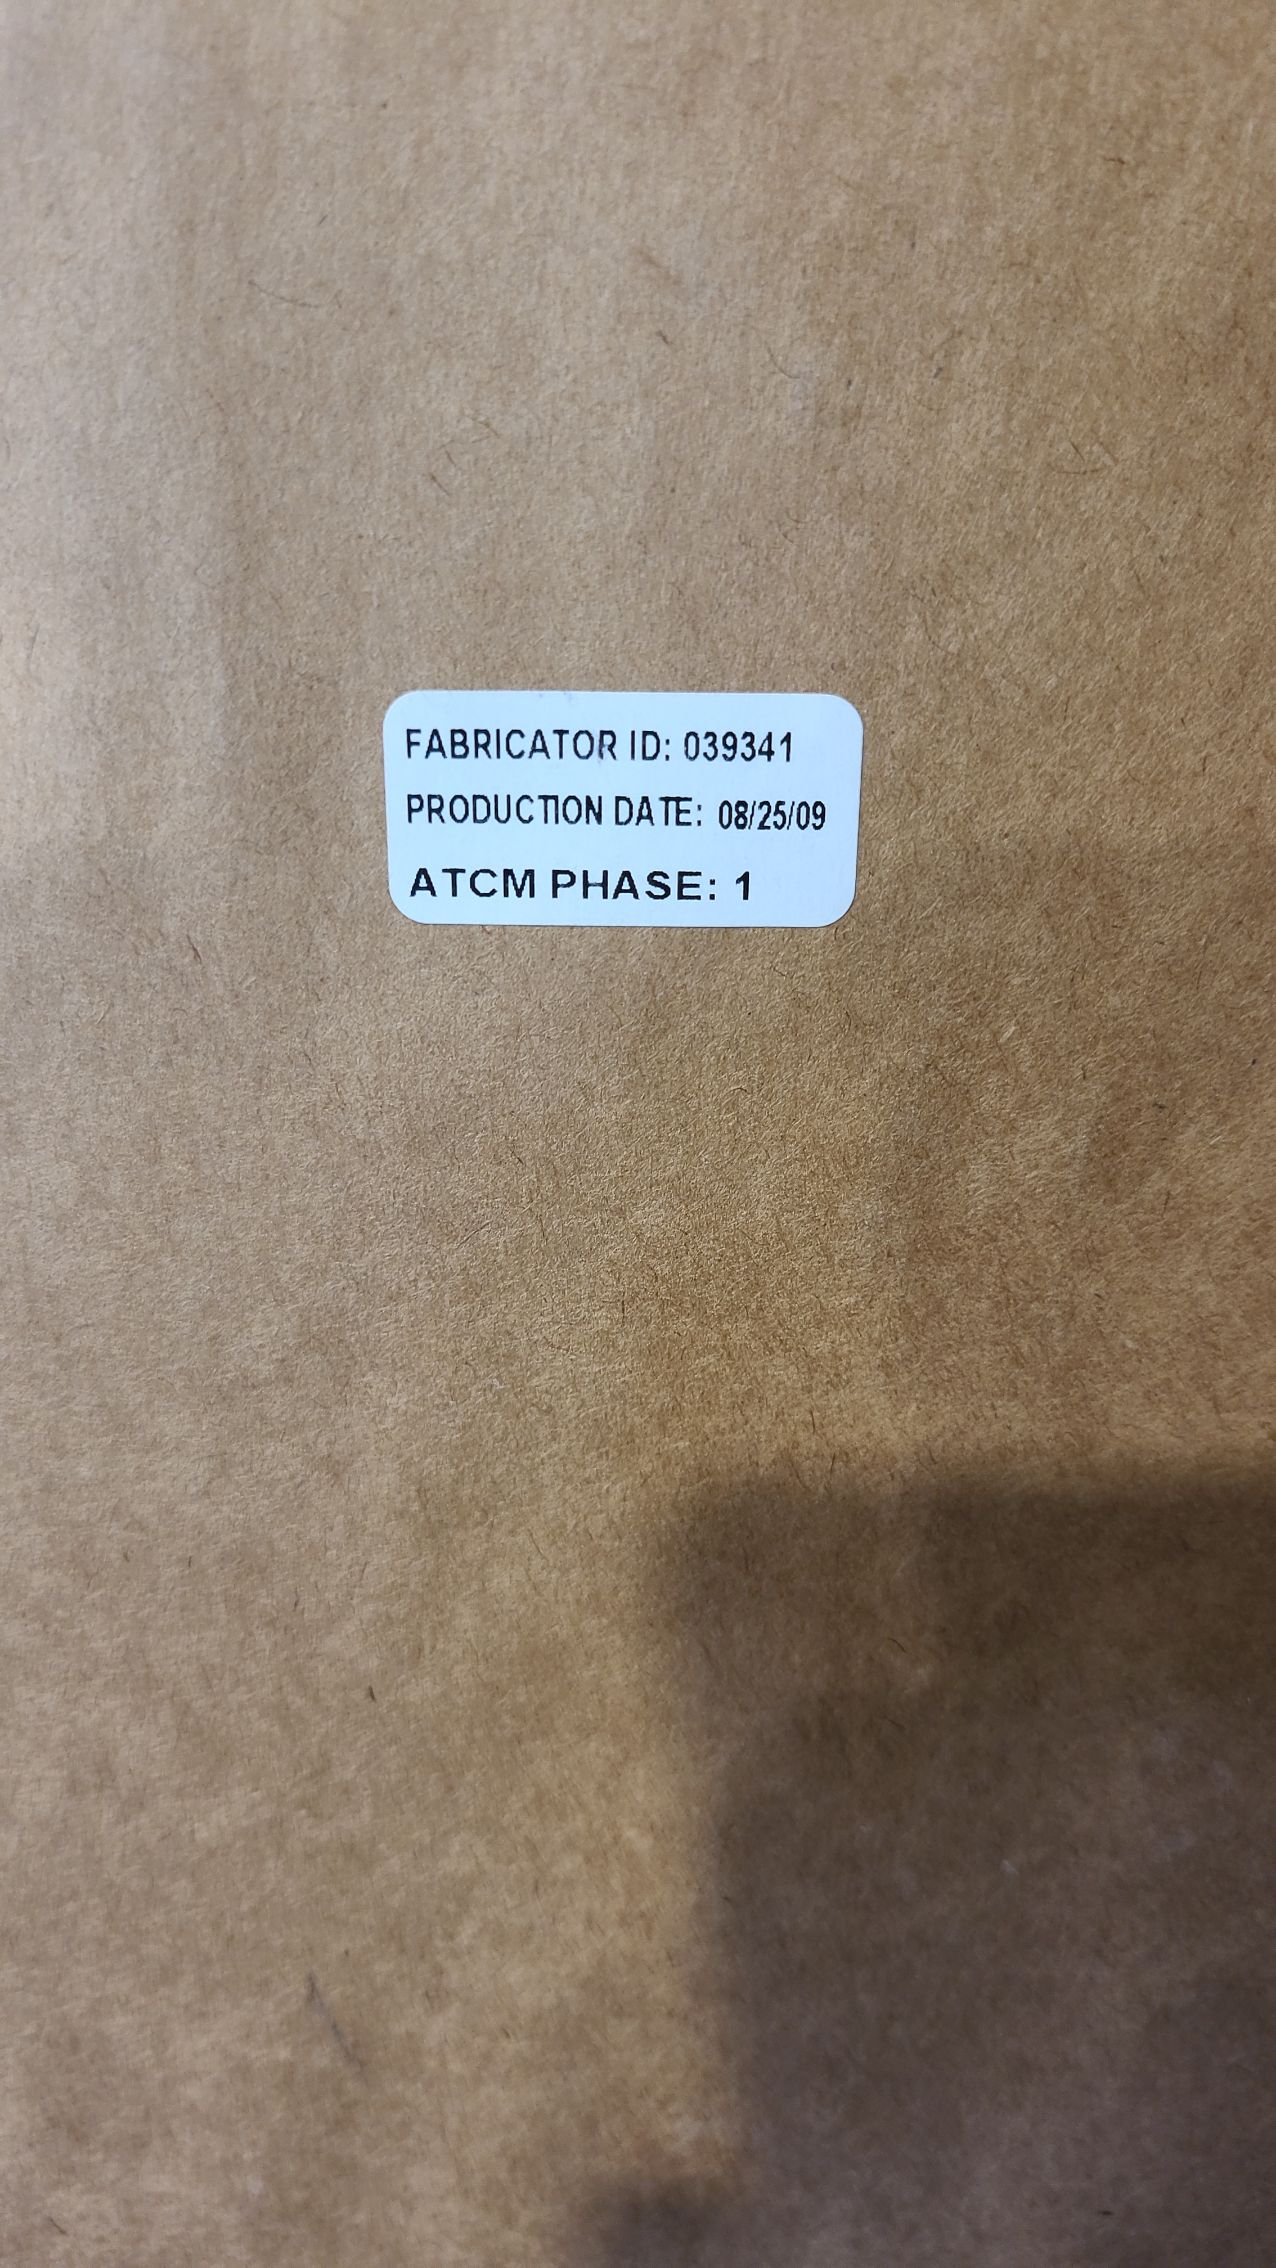 FABRICATOR ID: 039341
PRODUCTION DATE: 08/25/09
ATCM PHASE: 1